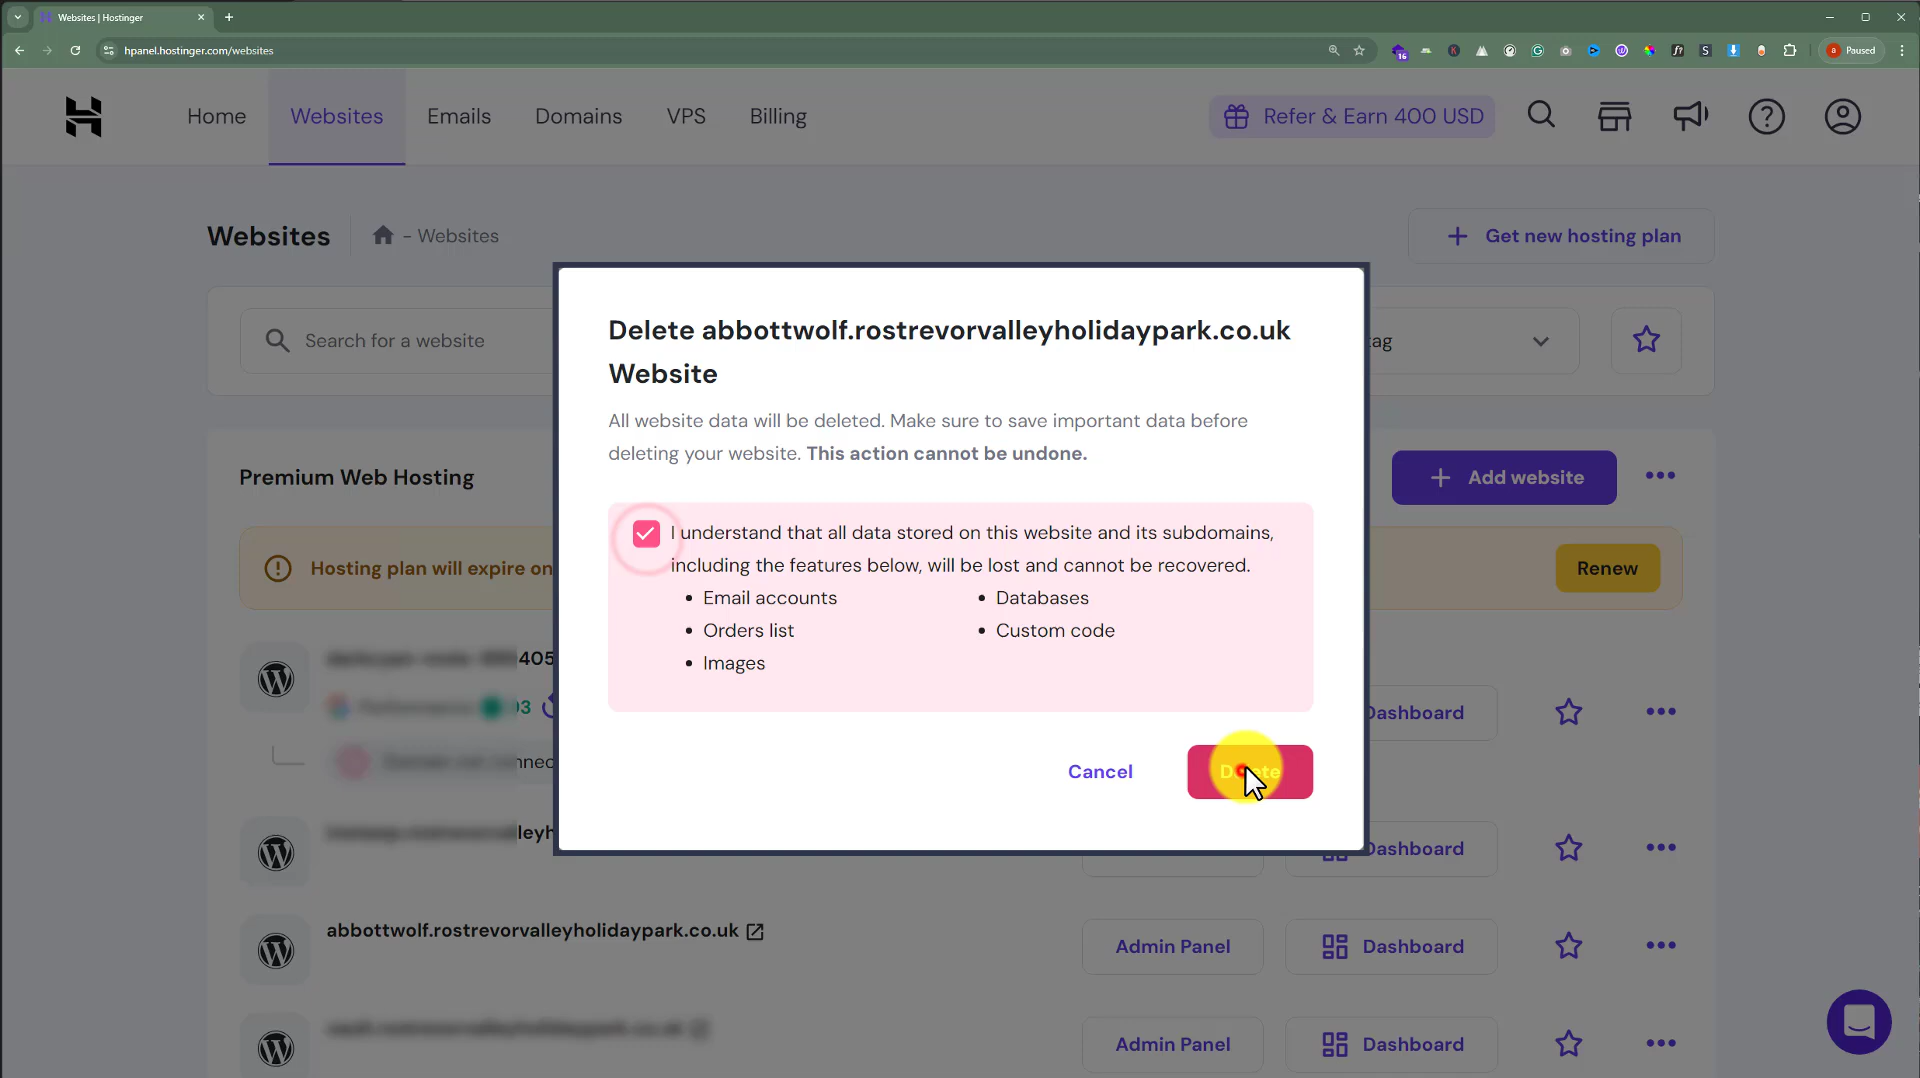 Websites | Hostinger
hpanel.hostinger.com/websites
16
Paused
Home
Websites
Emails
Domains
VPS
Billing
Refer & Earn 400 USD
Websites
- Websites
Get new hosting plan
Search for a website
tag
Delete abbottwolf.rostrevorvalleyholidaypark.co.uk
Website
All website data will be deleted. Make sure to save important data before
deleting your website. This action cannot be undone.
Premium Web Hosting
Add website
I understand that all data stored on this website and its subdomains,
including the features below, will be lost and cannot be recovered.
• Email accounts
• Databases
• Orders list
• Custom code
• Images
Hosting plan will expire on
Renew
405
Dashboard
Cancel
Delete
Dashboard
abbottwolf.rostrevorvalleyholidaypark.co.uk
Admin Panel
Dashboard
Admin Panel
Dashboard